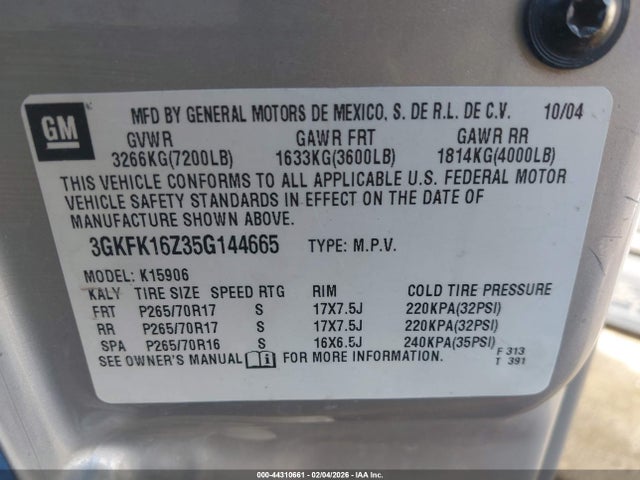 GM
MFD BY GENERAL MOTORS DE MEXICO, S. DE R.L. DE C.V. 10/04
GVWR GAWR FRT GAWR RR
3266KG(7200LB) 1633KG(3600LB) 1814KG(4000LB)
THIS VEHICLE CONFORMS TO ALL APPLICABLE U.S. FEDERAL MOTOR
VEHICLE SAFETY STANDARDS IN EFFECT ON THE DATE OF
MANUFACTURE SHOWN ABOVE.
3GKFK16Z35G144665 TYPE: M.P.V.
MODEL: K15906
KALY TIRE SIZE SPEED RTG RIM COLD TIRE PRESSURE
FRT P265/70R17 S 17X7.5J 220KPA(32PSI)
RR P265/70R17 S 17X7.5J 220KPA(32PSI)
SPA P265/70R16 S 16X6.5J 240KPA(35PSI)
SEE OWNER'S MANUAL FOR MORE INFORMATION.
F 313
T 391
000-44310661 - 02/04/2026 - IAA Inc.